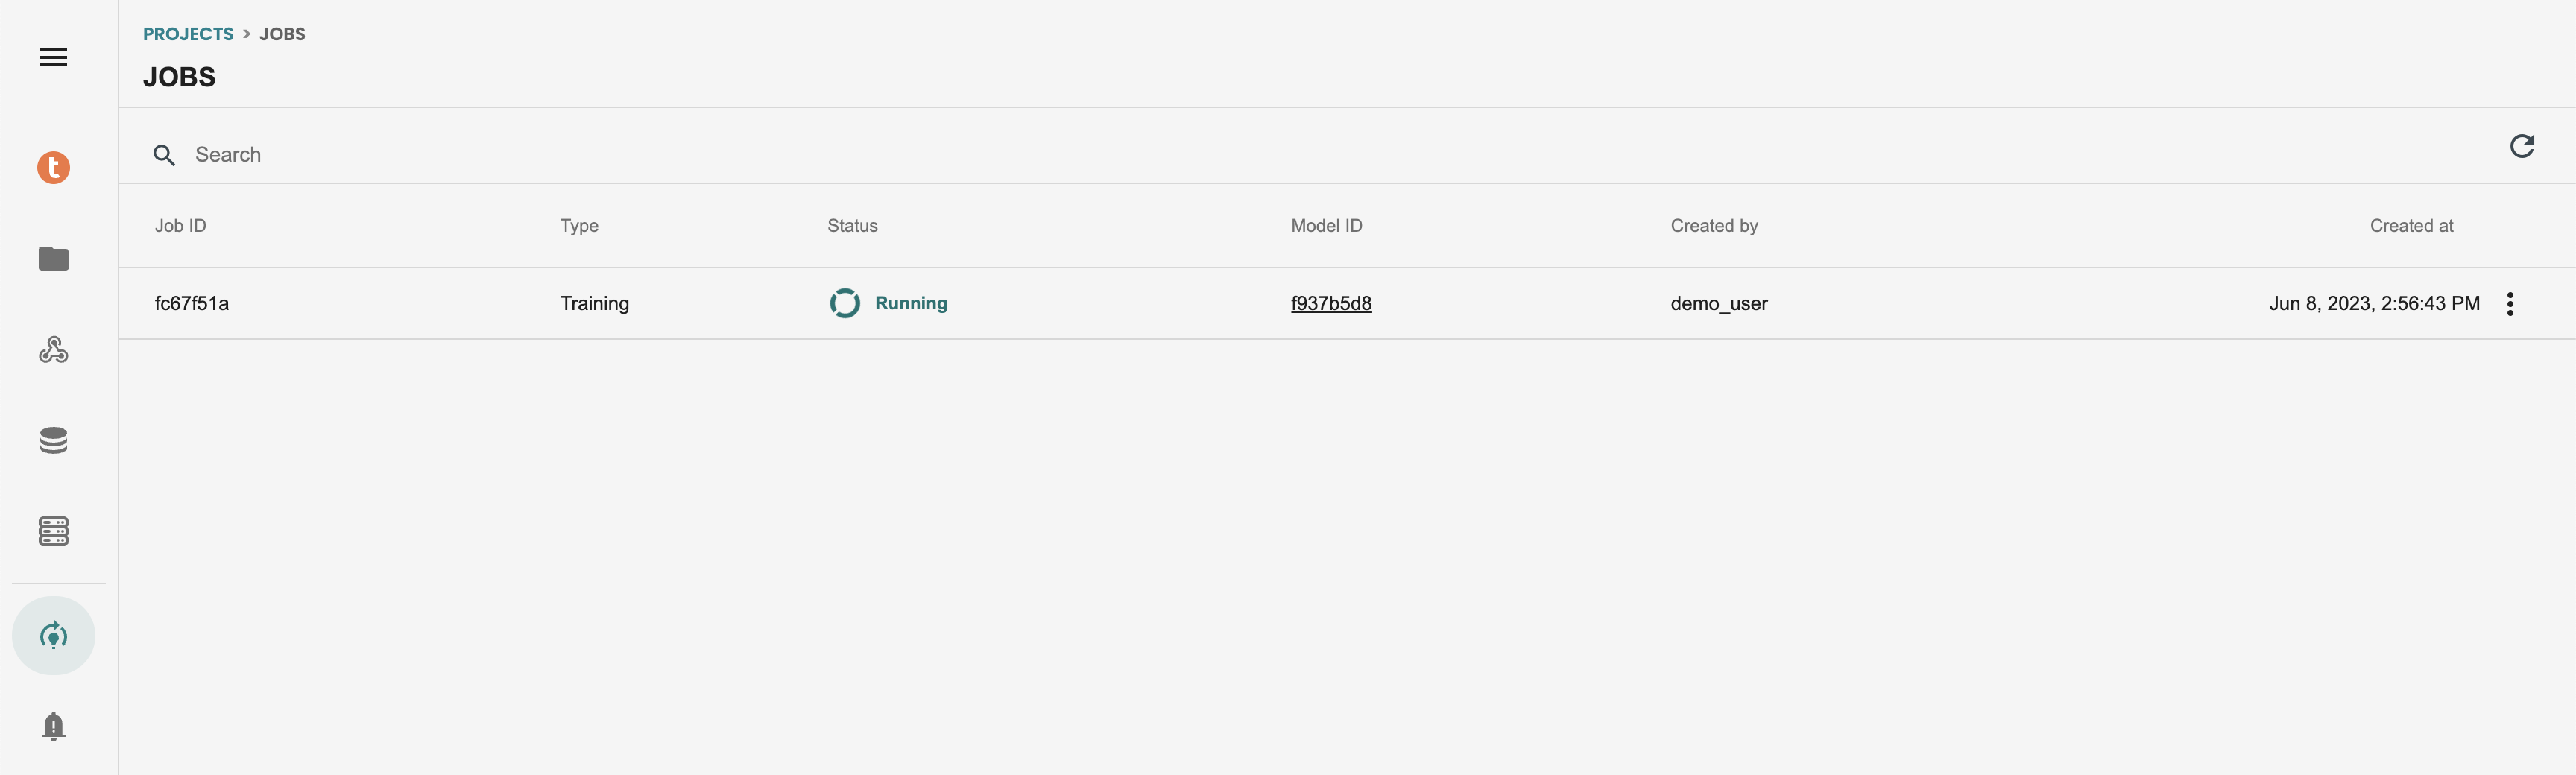 PROJECTS > JOBS
JOBS
t
Search
Job ID Type Status Model ID Created by Created at
fc67f51a Training Running f937b5d8 demo_user Jun 8, 2023, 2:56:43 PM